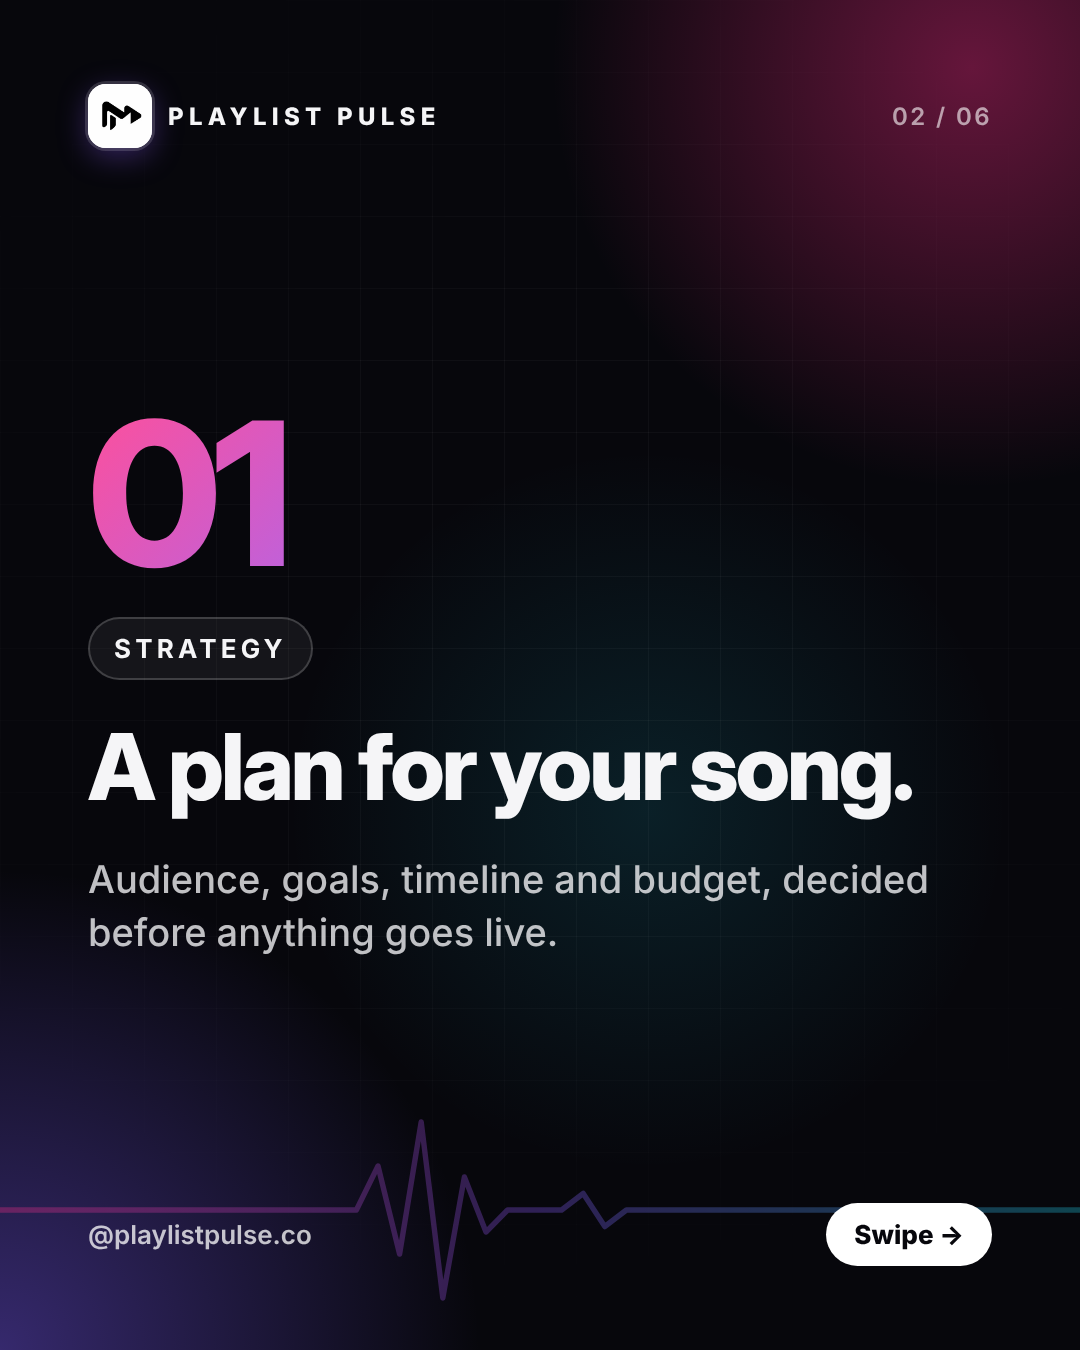 PLAYLIST PULSE
02 / 06
01
STRATEGY
A plan for your song.
Audience, goals, timeline and budget, decided
before anything goes live.
@playlistpulse.co
Swipe →